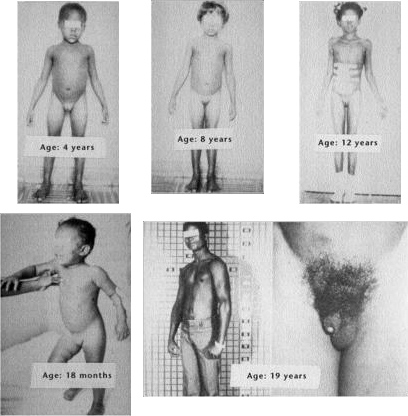 Age: 4 years
Age: 8 years
Age: 12 years
Age: 18 months
Age: 19 years